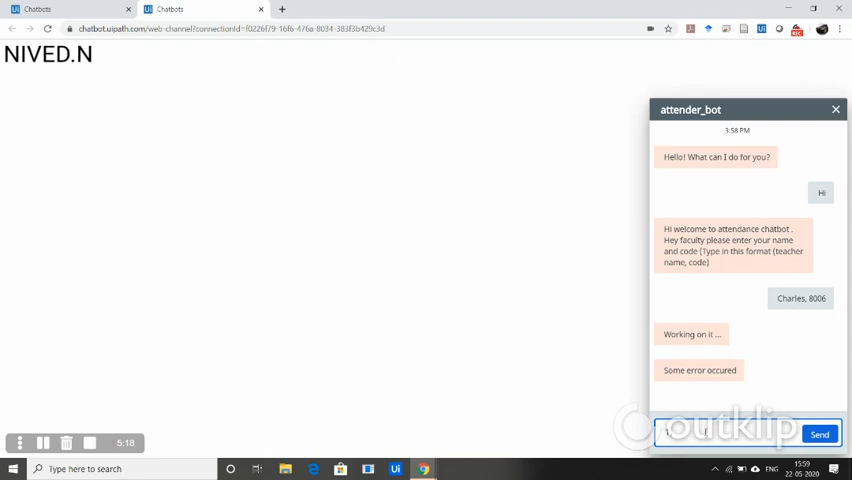 Chatbots
Chatbots
chatbot.uipath.com/web-channel?connectionId=f0226f79-16f6-476a-8034-383f3b429c3d
REC
NIVED.N
attender_bot
3:58 PM
Hello! What can I do for you?
Hi
Hi welcome to attendance chatbot .
Hey faculty please enter your name
and code (Type in this format (teacher
name, code)
Charles, 8006
Working on it ...
Some error occured
outklip
Send
5:18
Type here to search
Ui
ENG
15:59
22-05-2020